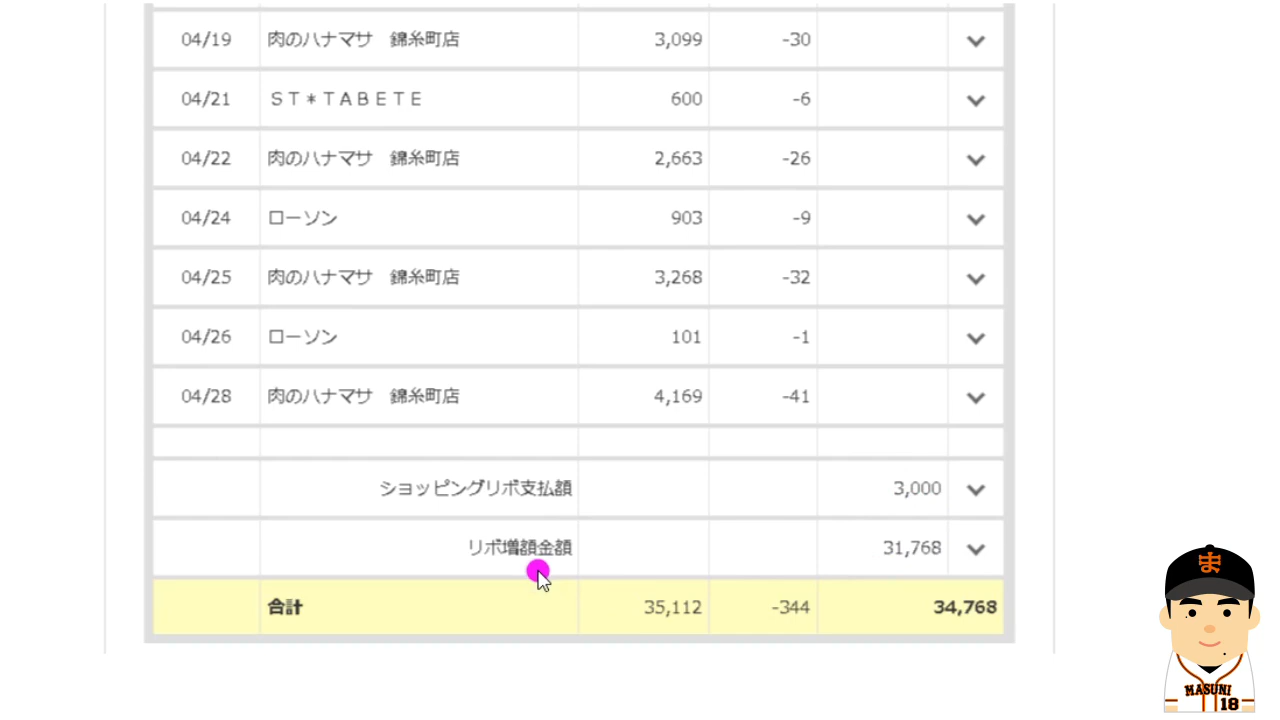 04/19 肉のハナマサ　錦糸町店 3,099 -30
04/21 ＳＴ＊ＴＡＢＥＴＥ 600 -6
04/22 肉のハナマサ　錦糸町店 2,663 -26
04/24 ローソン 903 -9
04/25 肉のハナマサ　錦糸町店 3,268 -32
04/26 ローソン 101 -1
04/28 肉のハナマサ　錦糸町店 4,169 -41
ショッピングリボ支払額 3,000
リボ増額金額 31,768
合計 35,112 -344 34,768
ま
MASUNI
18